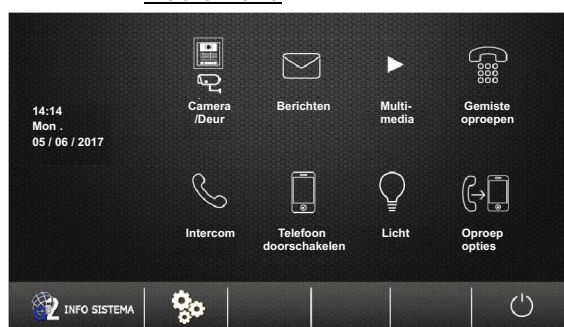 Camera
/Deur
Berichten
Multi-
media
Gemiste
oproepen
14:14
Mon .
05 / 06 / 2017
Intercom
Telefoon
doorschakelen
Licht
Oproep
opties
INFO SISTEMA